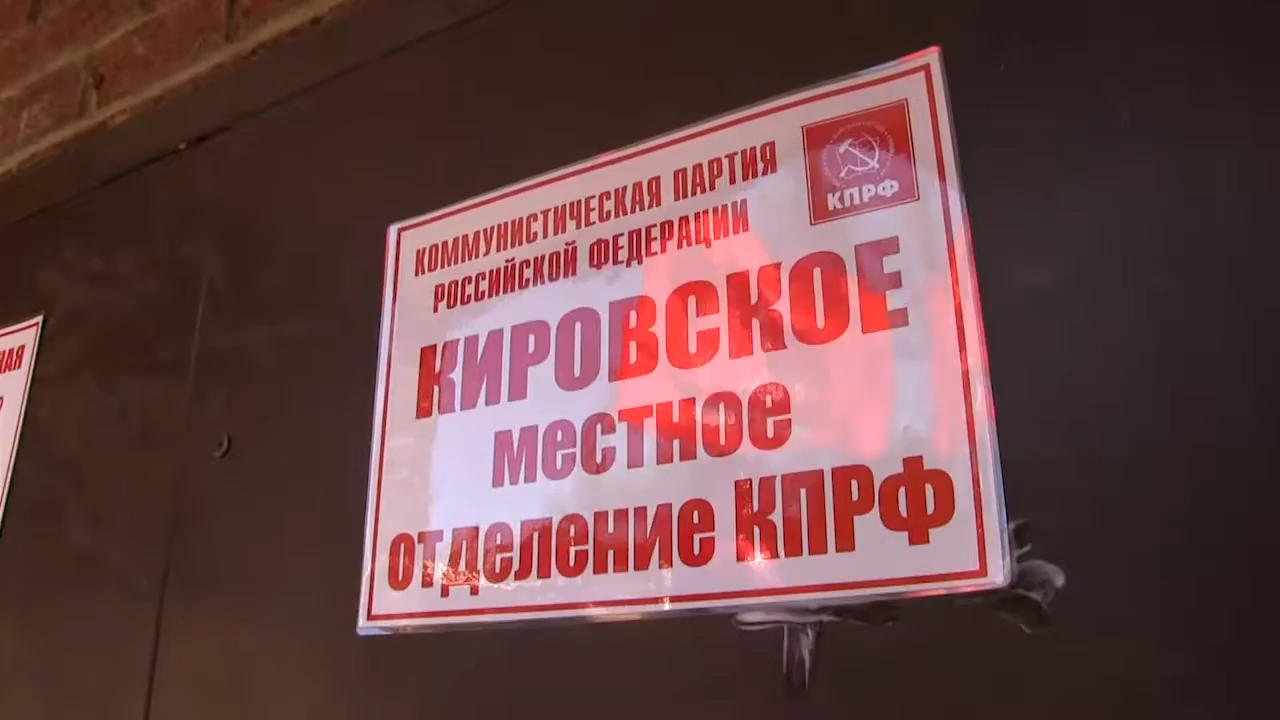 КОММУНИСТИЧЕСКАЯ ПАРТИЯ
РОССИЙСКОЙ ФЕДЕРАЦИИ
КПРФ
КИРОВСКОЕ
местное
отделение КПРФ